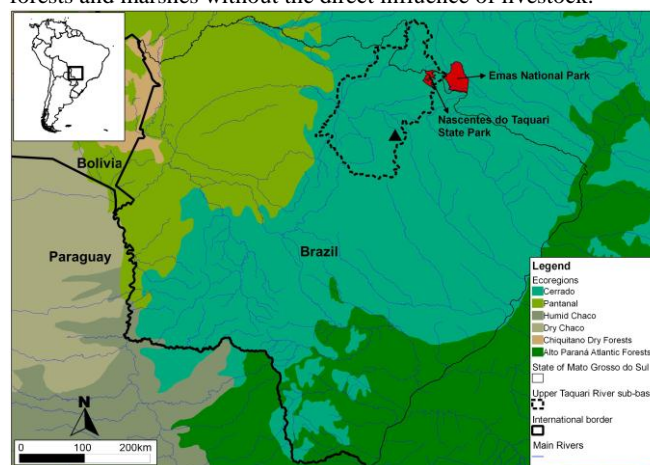 forests and marshes without the direct influence of livestock.
Emas National Park
Nascentes do Taquari
State Park
Bolivia
Paraguay
Brazil
Legend
Ecoregions
Cerrado
Pantanal
Humid Chaco
Dry Chaco
Chiquitano Dry Forests
Alto Paraná Atlantic Forests
State of Mato Grosso do Sul
Upper Taquari River sub-bas
International border
Main Rivers
N
0 100 200km